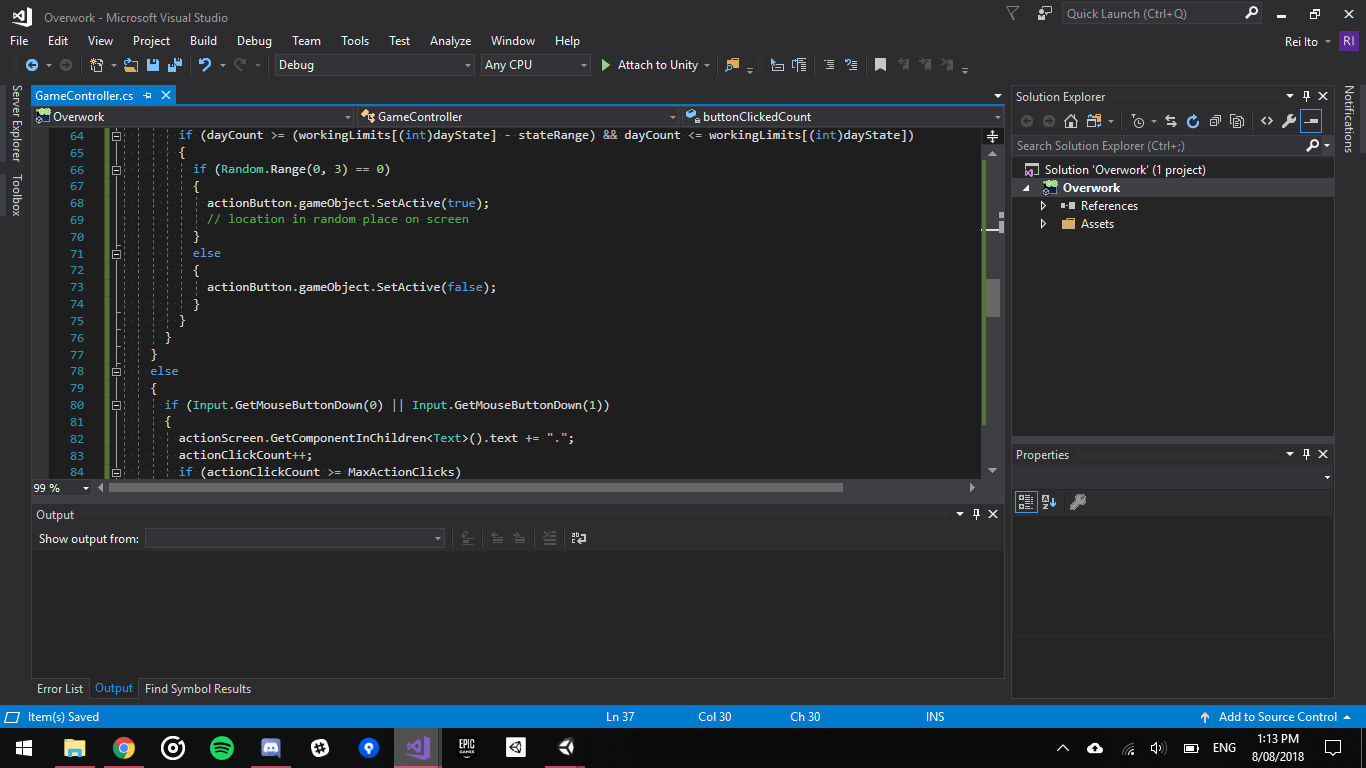 Overwork - Microsoft Visual Studio
Quick Launch (Ctrl+Q)
File Edit View Project Build Debug Team Tools Test Analyze Window Help
Rei Ito RI
Debug Any CPU Attach to Unity
Server Explorer
Toolbox
GameController.cs
Overwork GameController buttonClickedCount
64 if (dayCount >= (workingLimits[(int)dayState] - stateRange) && dayCount <= workingLimits[(int)dayState])
65 {
66 if (Random.Range(0, 3) == 0)
67 {
68 actionButton.gameObject.SetActive(true);
69 // location in random place on screen
70 }
71 else
72 {
73 actionButton.gameObject.SetActive(false);
74 }
75 }
76 }
77 }
78 else
79 {
80 if (Input.GetMouseButtonDown(0) || Input.GetMouseButtonDown(1))
81 {
82 actionScreen.GetComponentInChildren<Text>().text += ".";
83 actionClickCount++;
84 if (actionClickCount >= MaxActionClicks)
99 %
Output
Show output from:
Error List Output Find Symbol Results
Solution Explorer
Search Solution Explorer (Ctrl+;)
Solution 'Overwork' (1 project)
Overwork
References
Assets
Properties
Notifications
Item(s) Saved Ln 37 Col 30 Ch 30 INS Add to Source Control
EPIC GAMES
ENG
1:13 PM
8/08/2018